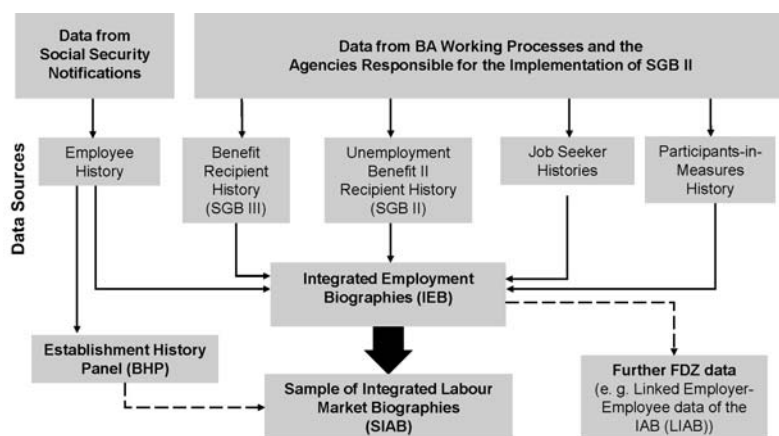 Data from
Social Security
Notifications
Data from BA Working Processes and the
Agencies Responsible for the Implementation of SGB II
Data Sources
Employee
History
Benefit
Recipient
History
(SGB III)
Unemployment
Benefit II
Recipient History
(SGB II)
Job Seeker
Histories
Participants-in-
Measures
History
Integrated Employment
Biographies (IEB)
Establishment History
Panel (BHP)
Sample of Integrated Labour
Market Biographies
(SIAB)
Further FDZ data
(e. g. Linked Employer-
Employee data of the
IAB (LIAB))